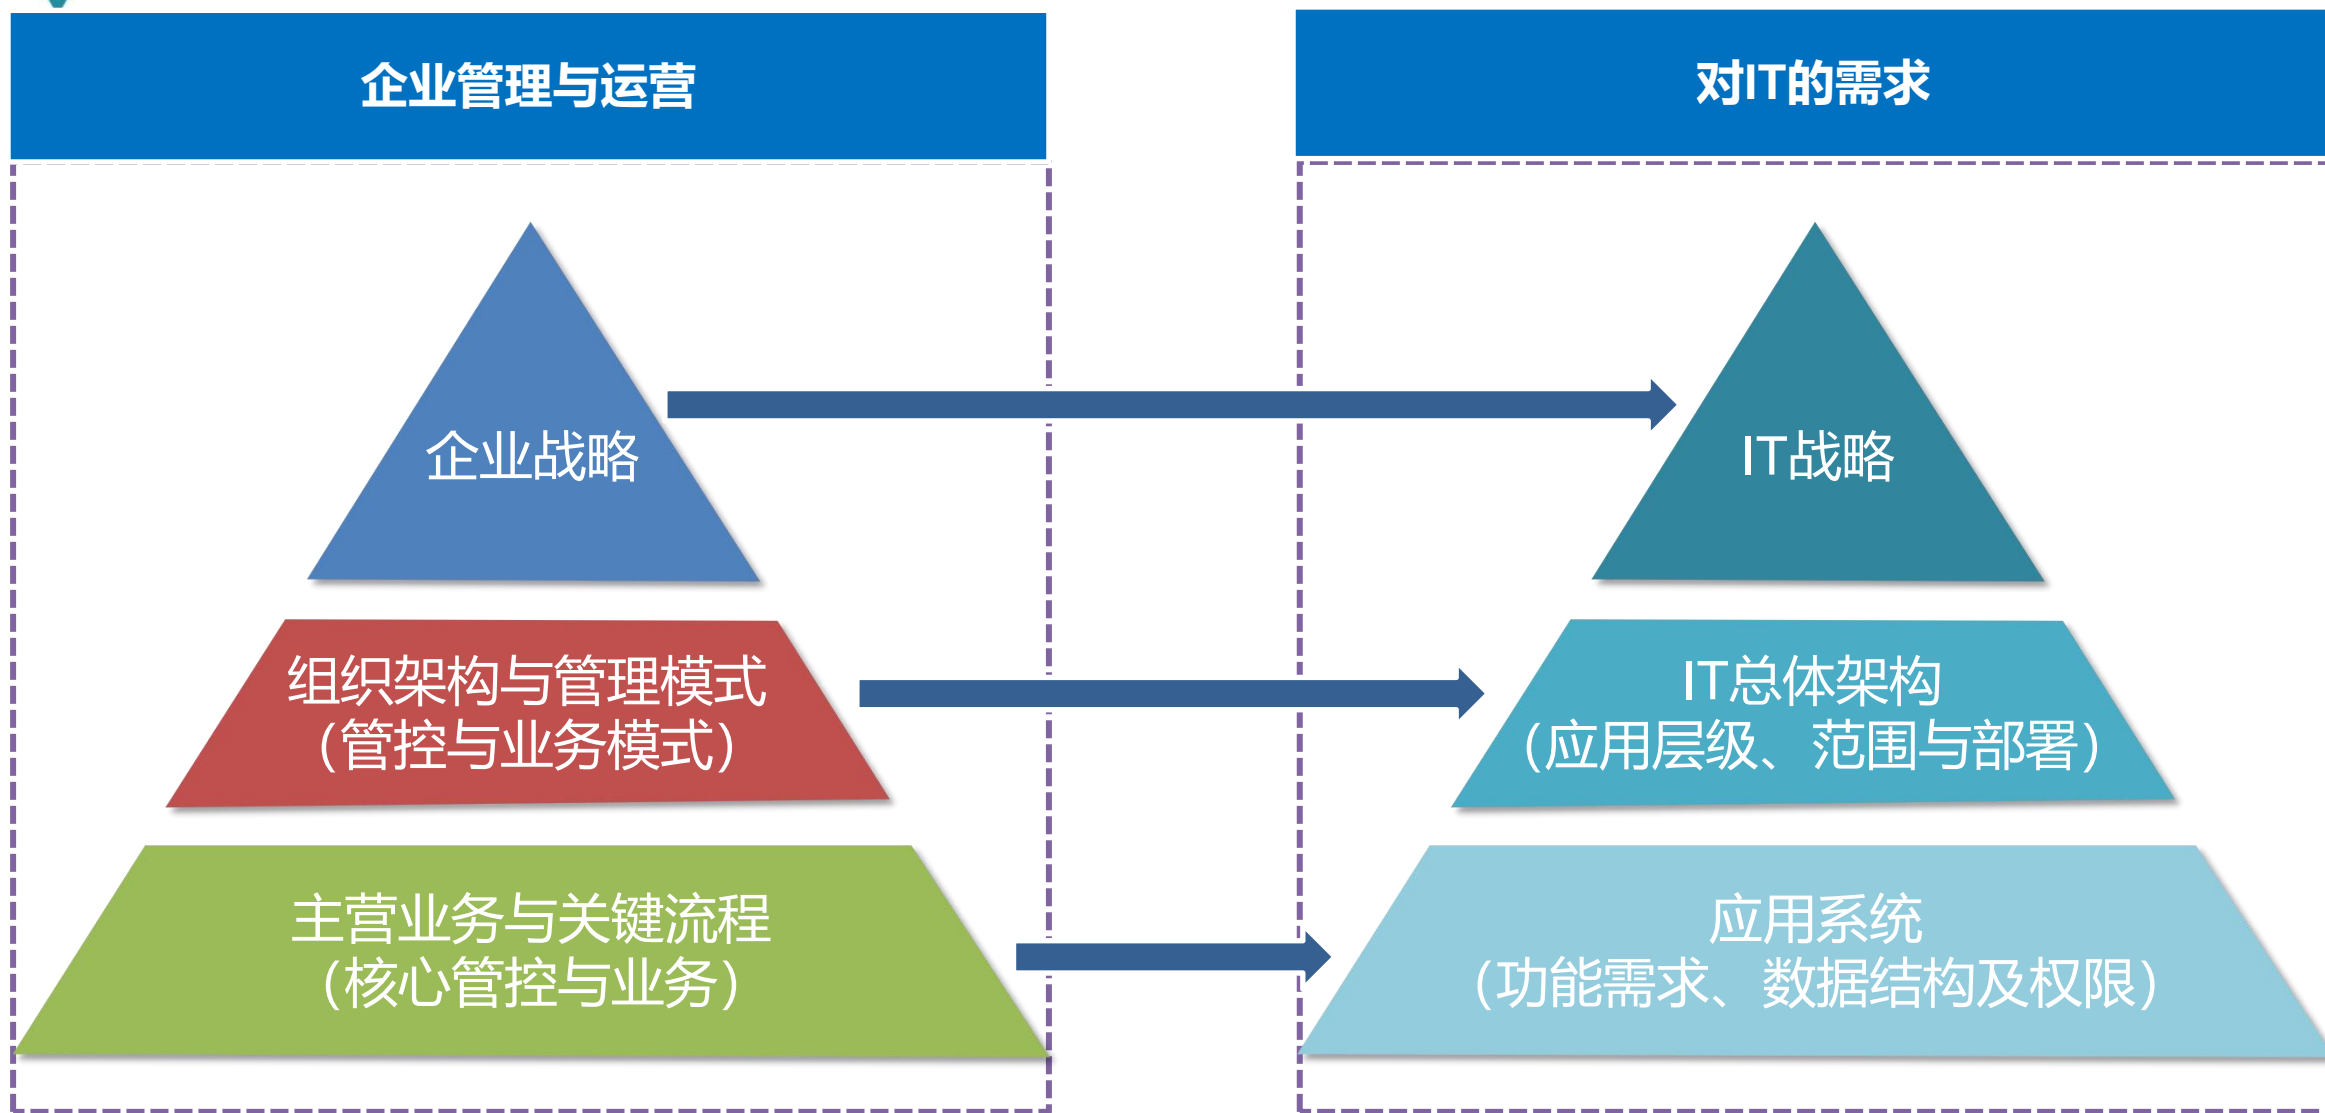 企业管理与运营
对IT的需求
企业战略
IT战略
组织架构与管理模式
（管控与业务模式）
IT总体架构
（应用层级、范围与部署）
主营业务与关键流程
（核心管控与业务）
应用系统
（功能需求、数据结构及权限）